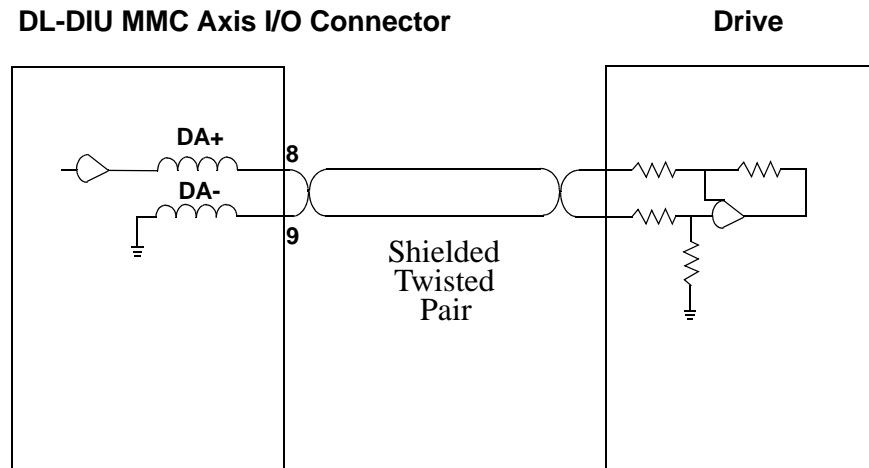 DL-DIU MMC Axis I/O Connector
Drive
DA+
8
DA-
9
Shielded
Twisted
Pair